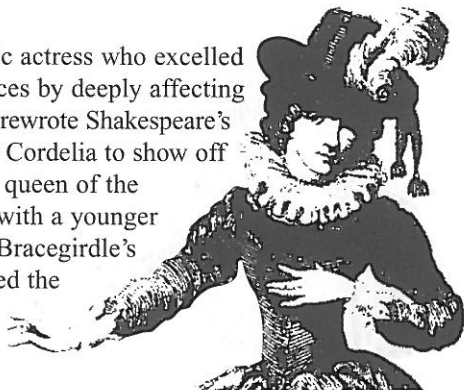 c actress who excelled
ces by deeply affecting
rewrote Shakespeare's
Cordelia to show off
queen of the
with a younger
Bracegirdle's
ed the